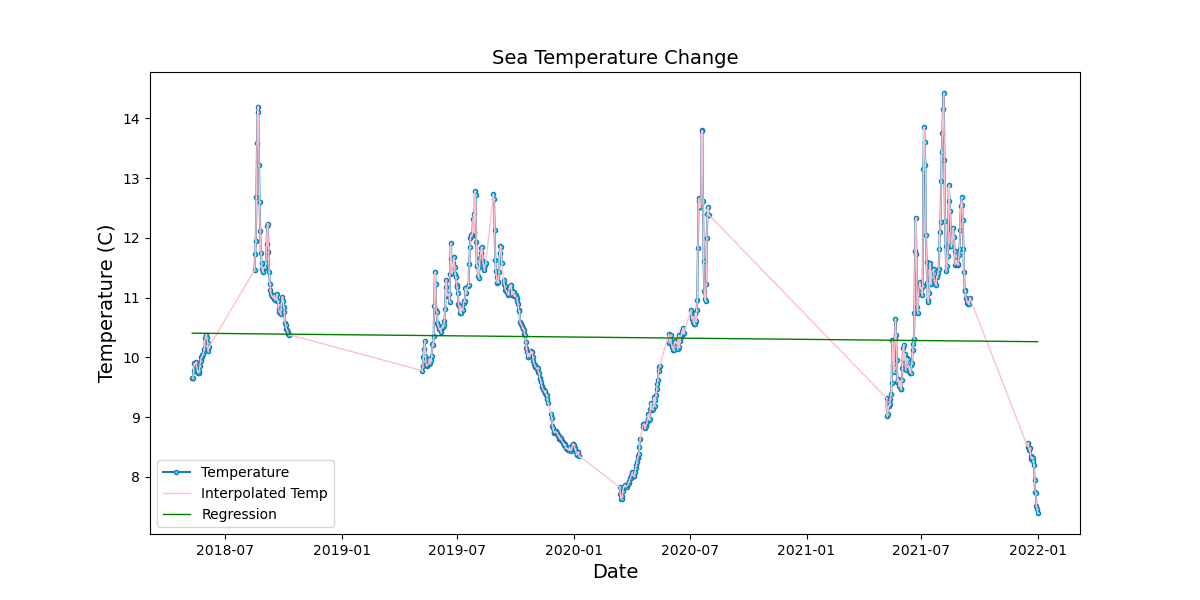 Sea Temperature Change
Temperature (C)
14
13
12
11
10
9
8
Temperature
Interpolated Temp
Regression
2018-07
2019-01
2019-07
2020-01
2020-07
2021-01
2021-07
2022-01
Date